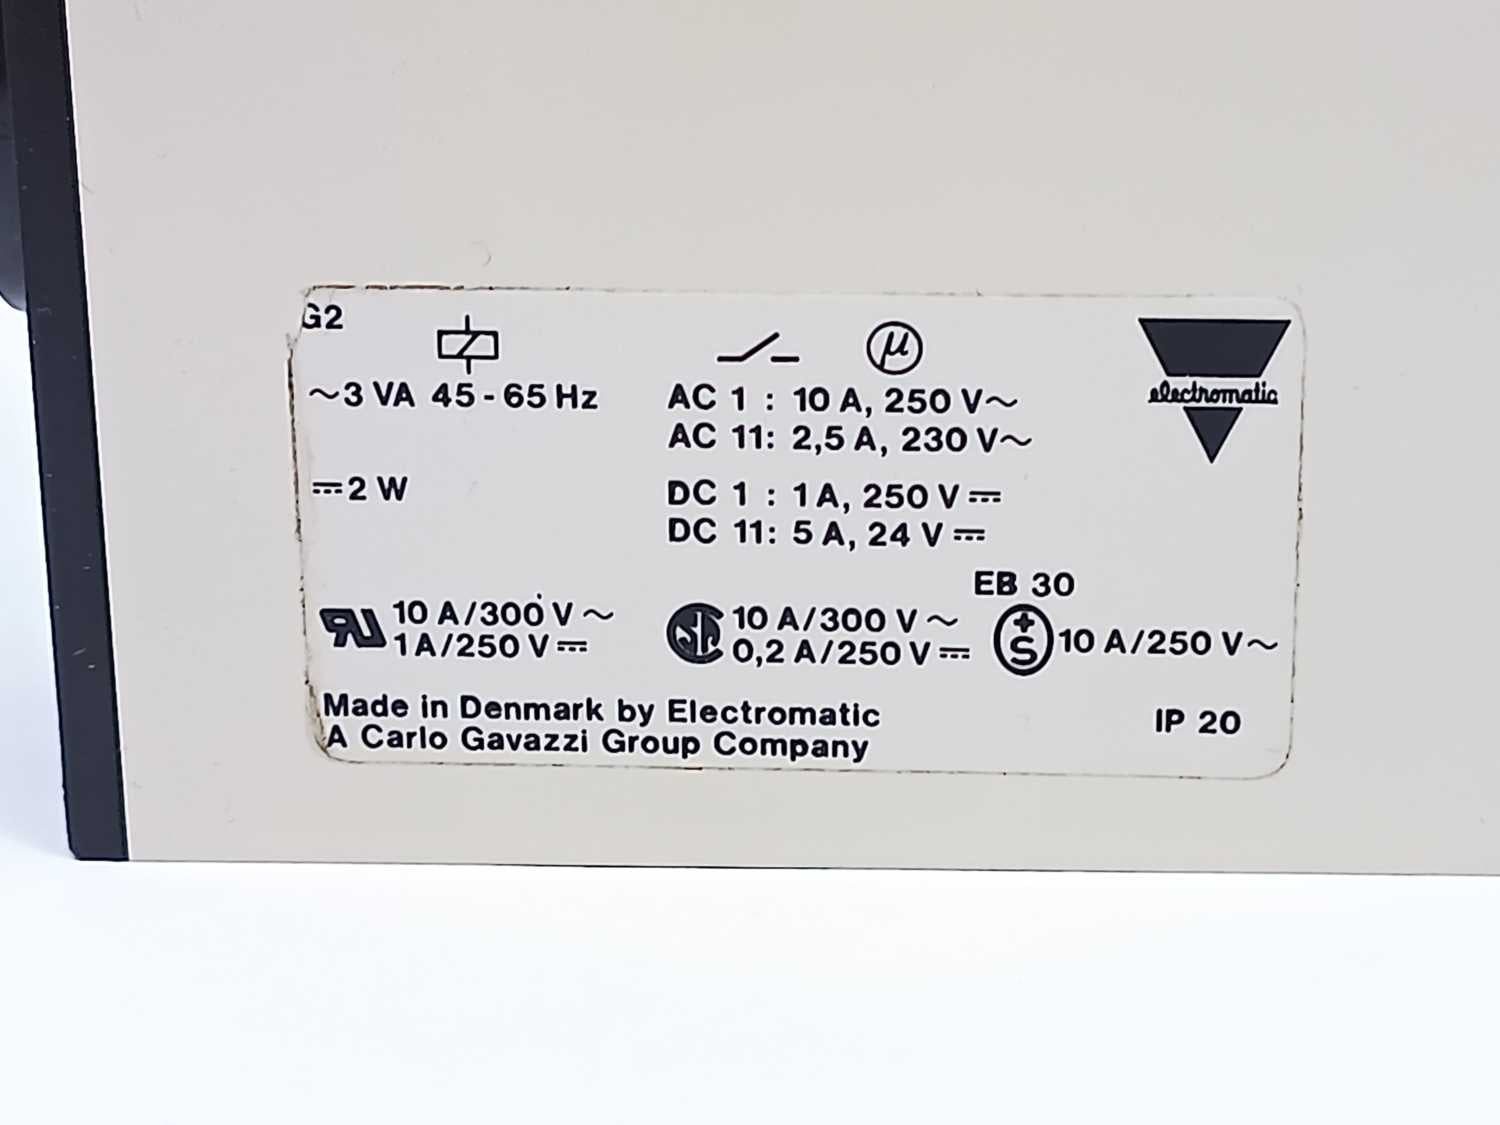 G2
µ
~3 VA 45-65 Hz
AC 1 : 10 A, 250 V~
AC 11: 2,5 A, 230 V~
electromatic
⎓2 W
DC 1 : 1 A, 250 V⎓
DC 11: 5 A, 24 V⎓
EB 30
RU 10 A/300 V~
1 A/250 V⎓
SA 10 A/300 V~
0,2 A/250 V⎓
+S 10 A/250 V~
Made in Denmark by Electromatic
A Carlo Gavazzi Group Company
IP 20